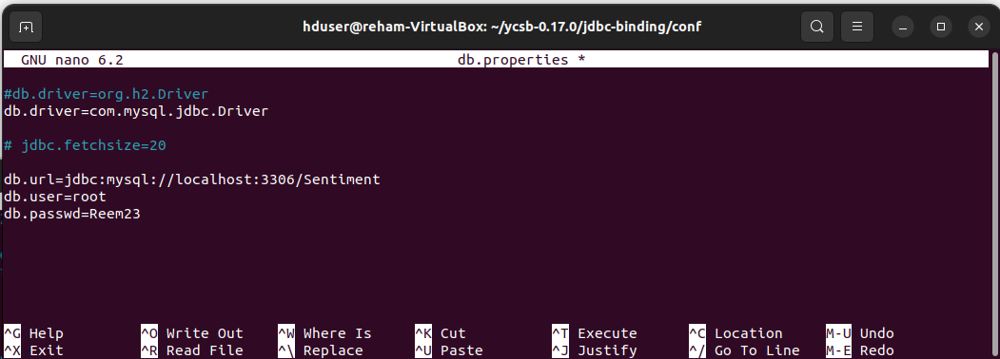 hduser@reham-VirtualBox: ~/ycsb-0.17.0/jdbc-binding/conf
GNU nano 6.2 db.properties *
#db.driver=org.h2.Driver
db.driver=com.mysql.jdbc.Driver
# jdbc.fetchsize=20
db.url=jdbc:mysql://localhost:3306/Sentiment
db.user=root
db.passwd=Reem23
^G Help ^O Write Out ^W Where Is ^K Cut ^T Execute ^C Location M-U Undo
^X Exit ^R Read File ^\ Replace ^U Paste ^J Justify ^/ Go To Line M-E Redo